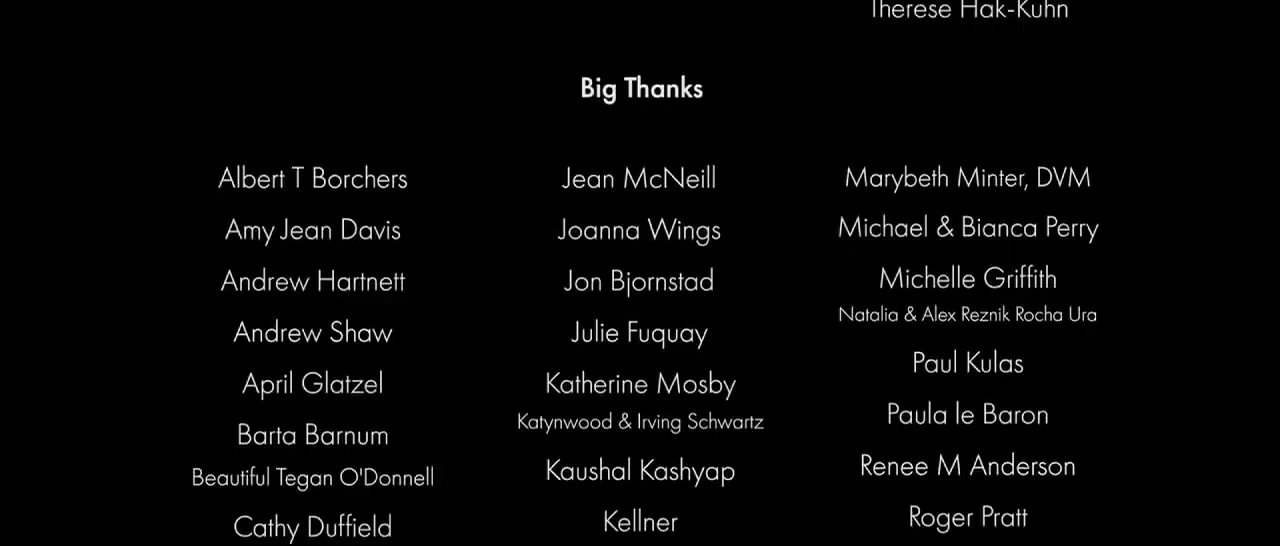 Therese Hak-Kuhn
Big Thanks
Albert T Borchers
Amy Jean Davis
Andrew Hartnett
Andrew Shaw
April Glatzel
Barta Barnum
Beautiful Tegan O'Donnell
Cathy Duffield
Jean McNeill
Joanna Wings
Jon Bjornstad
Julie Fuquay
Katherine Mosby
Katynwood & Irving Schwartz
Kaushal Kashyap
Kellner
Marybeth Minter, DVM
Michael & Bianca Perry
Michelle Griffith
Natalia & Alex Reznik Rocha Ura
Paul Kulas
Paula le Baron
Renee M Anderson
Roger Pratt